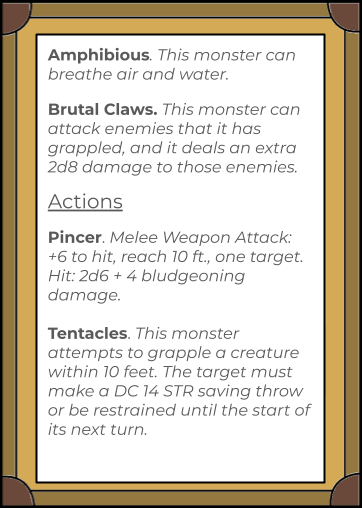 Amphibious. This monster can
breathe air and water.
Brutal Claws. This monster can
attack enemies that it has
grappled, and it deals an extra
2d8 damage to those enemies.
Actions
Pincer. Melee Weapon Attack:
+6 to hit, reach 10 ft., one target.
Hit: 2d6 + 4 bludgeoning
damage.
Tentacles. This monster
attempts to grapple a creature
within 10 feet. The target must
make a DC 14 STR saving throw
or be restrained until the start of
its next turn.